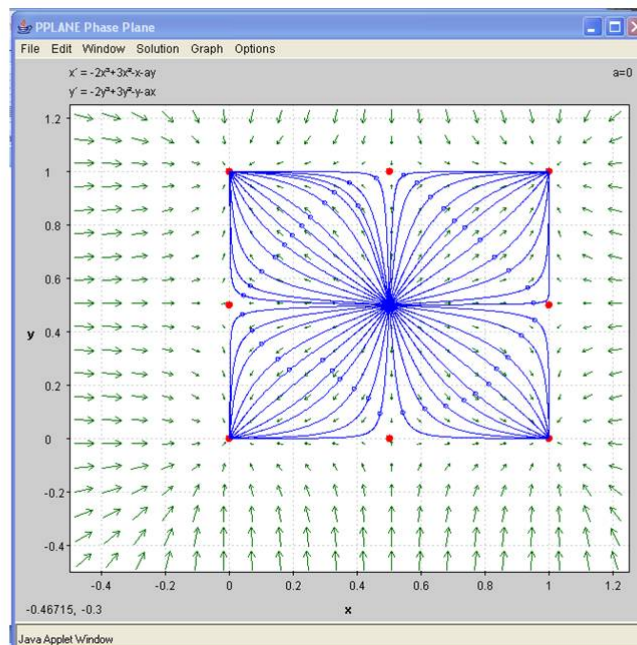 PPLANE Phase Plane
File Edit Window Solution Graph Options
x' = -2x³+3x²-x-ay
a=0
y' = -2y³+3y²-y-ax
1.2
1
0.8
0.6
0.4
0.2
0
-0.2
-0.4
y
-0.4 -0.2 0 0.2 0.4 0.6 0.8 1 1.2
x
-0.46715, -0.3
Java Applet Window